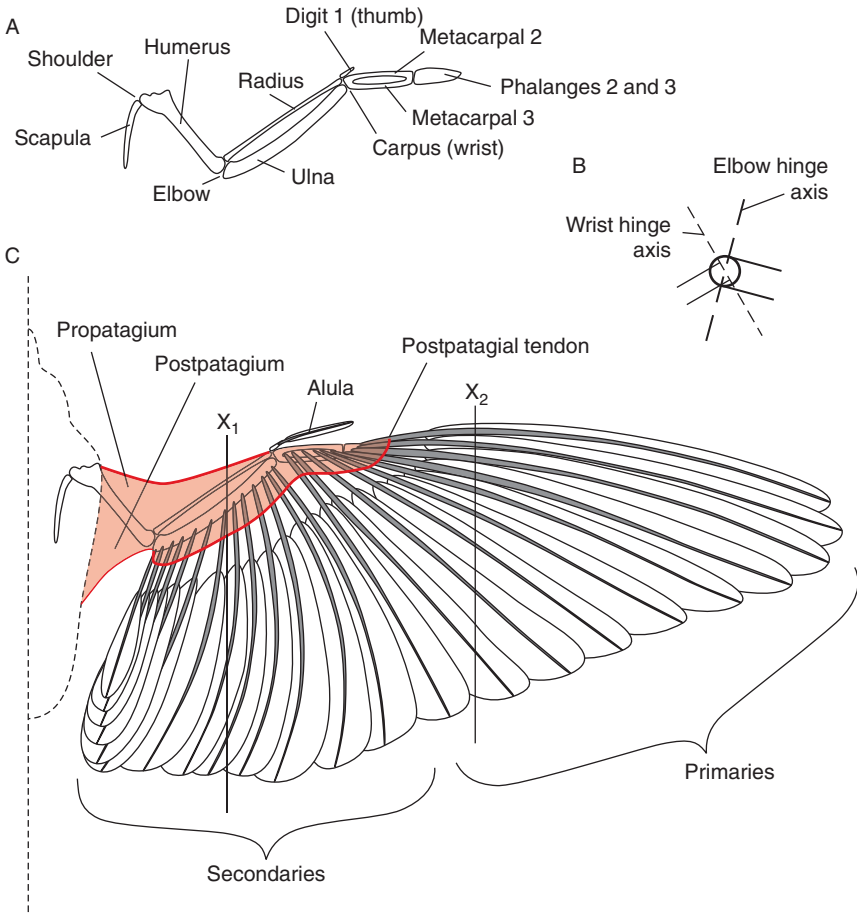 A
Digit 1 (thumb)
Humerus
Metacarpal 2
Shoulder
Radius
Phalanges 2 and 3
Scapula
Metacarpal 3
Carpus (wrist)
Ulna
Elbow
B
Elbow hinge
axis
Wrist hinge
axis
C
Propatagium
Postpatagium
Postpatagial tendon
Alula
X1
X2
Primaries
Secondaries